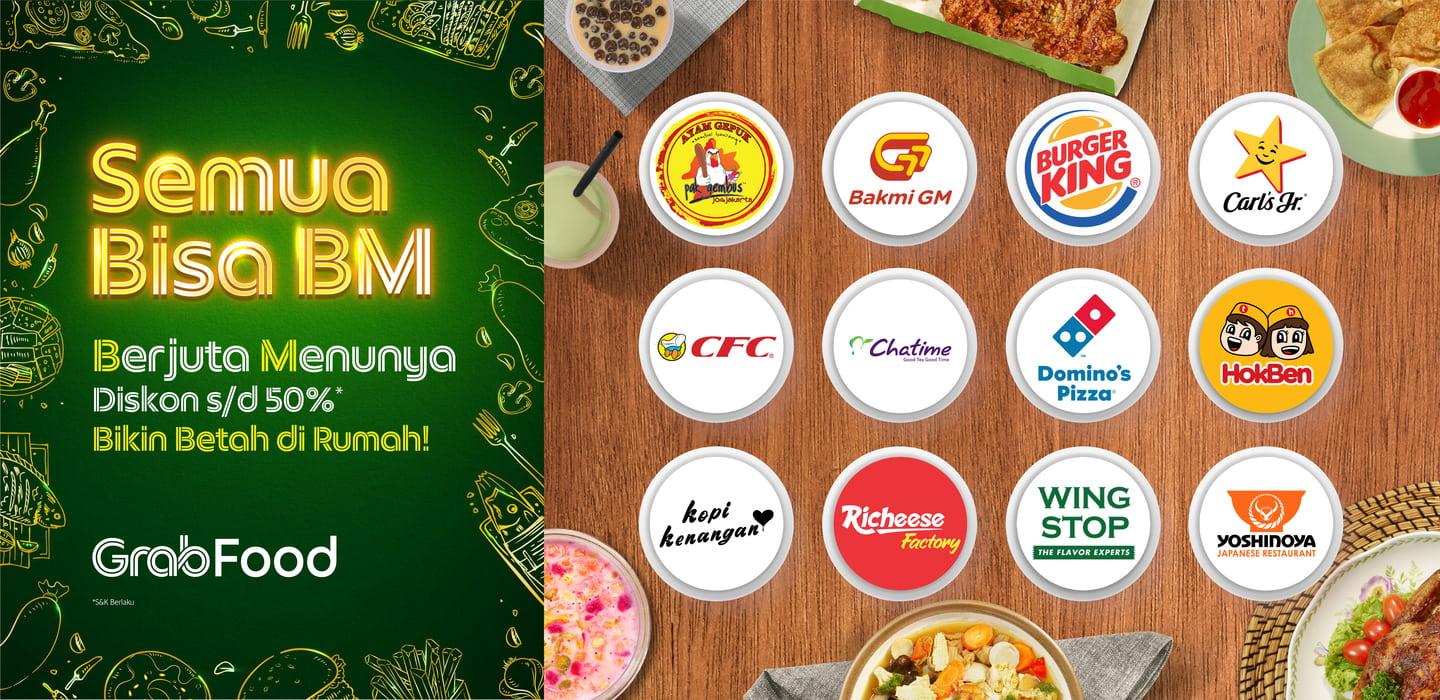 Semua
Bisa BM
Berjuta Menunya
Diskon s/d 50%*
Bikin Betah di Rumah!
GrabFood
*S&K Berlaku
AYAM GEPUK
pak gembus
jogjakarta
Bakmi GM
BURGER
KING®
Carl's Jr.
CFC
Chatime
Good Tea Good Time
Domino's
Pizza
t h
HokBen
kopi
kenangan
Richeese
Factory
WING
STOP
THE FLAVOR EXPERTS
YOSHINOYA
JAPANESE RESTAURANT